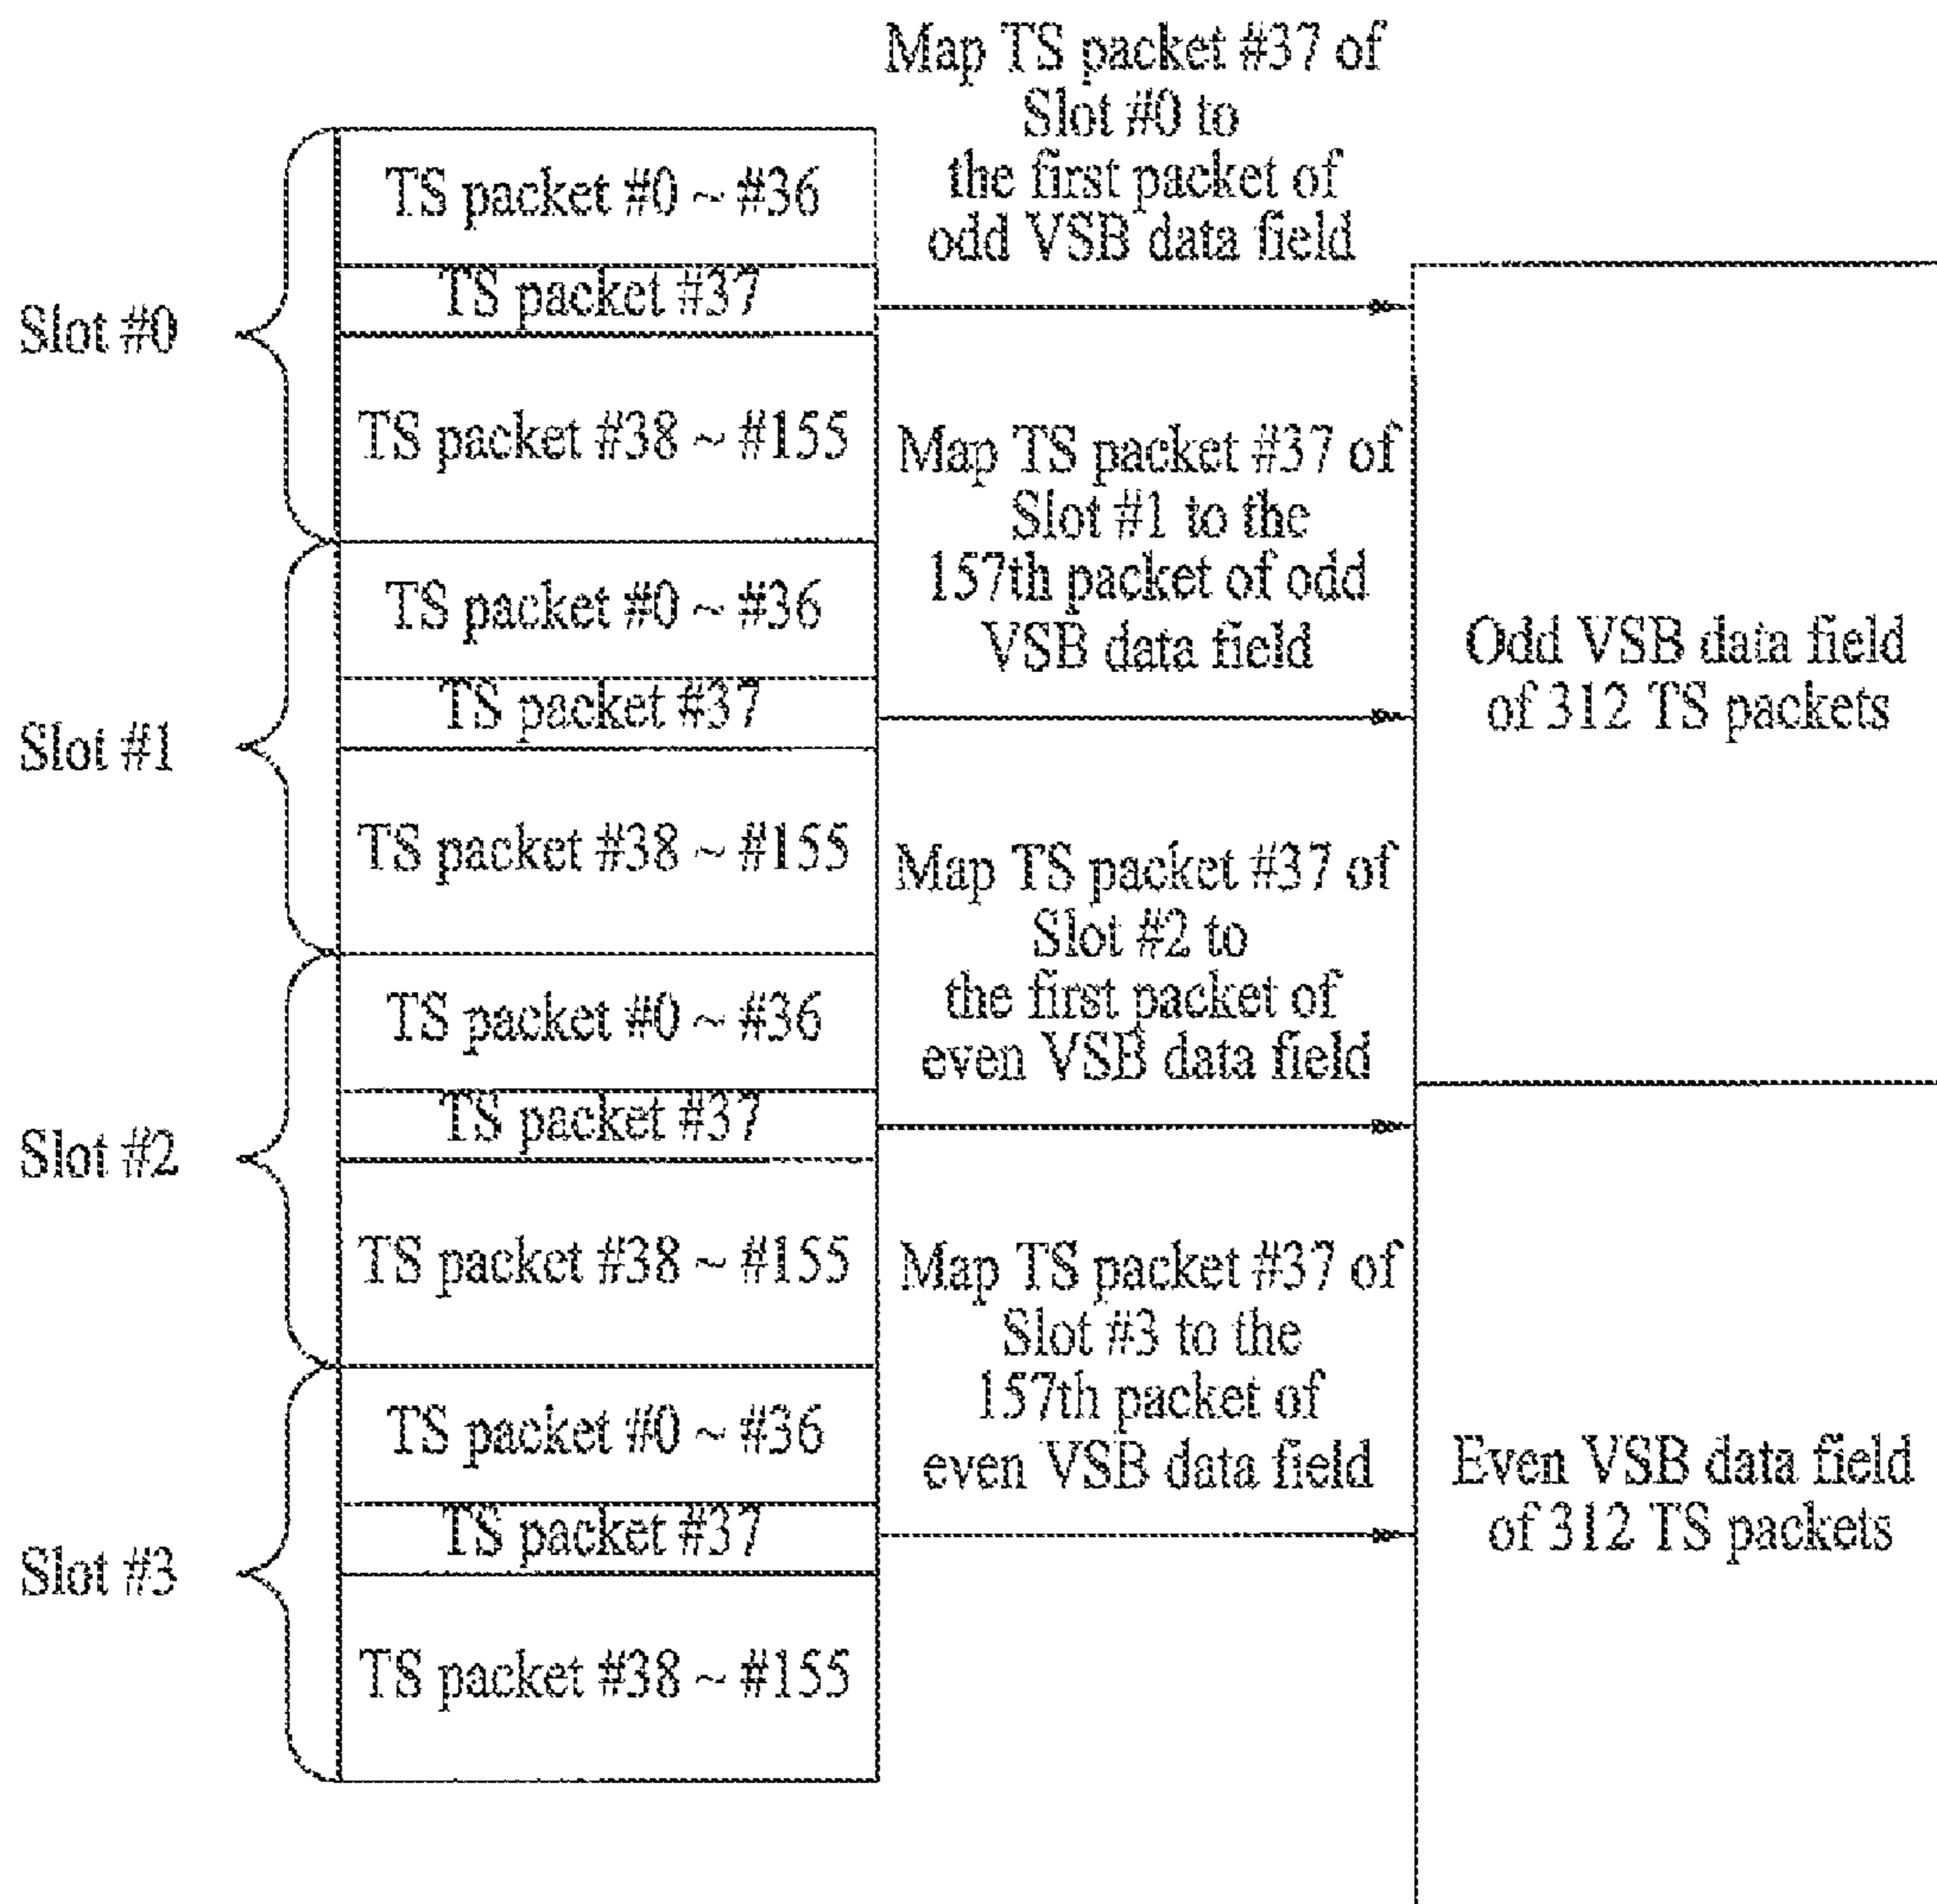 Map TS packet #37 of
Slot #0 to
the first packet of
odd VSB data field
Slot #0
TS packet #0 ~ #36
TS packet #37
TS packet #38 ~ #155
Map TS packet #37 of
Slot #1 to the
157th packet of odd
VSB data field
Slot #1
TS packet #0 ~ #36
TS packet #37
TS packet #38 ~ #155
Odd VSB data field
of 312 TS packets
Map TS packet #37 of
Slot #2 to
the first packet of
even VSB data field
Slot #2
TS packet #0 ~ #36
TS packet #37
TS packet #38 ~ #155
Map TS packet #37 of
Slot #3 to the
157th packet of
even VSB data field
Slot #3
TS packet #0 ~ #36
TS packet #37
TS packet #38 ~ #155
Even VSB data field
of 312 TS packets